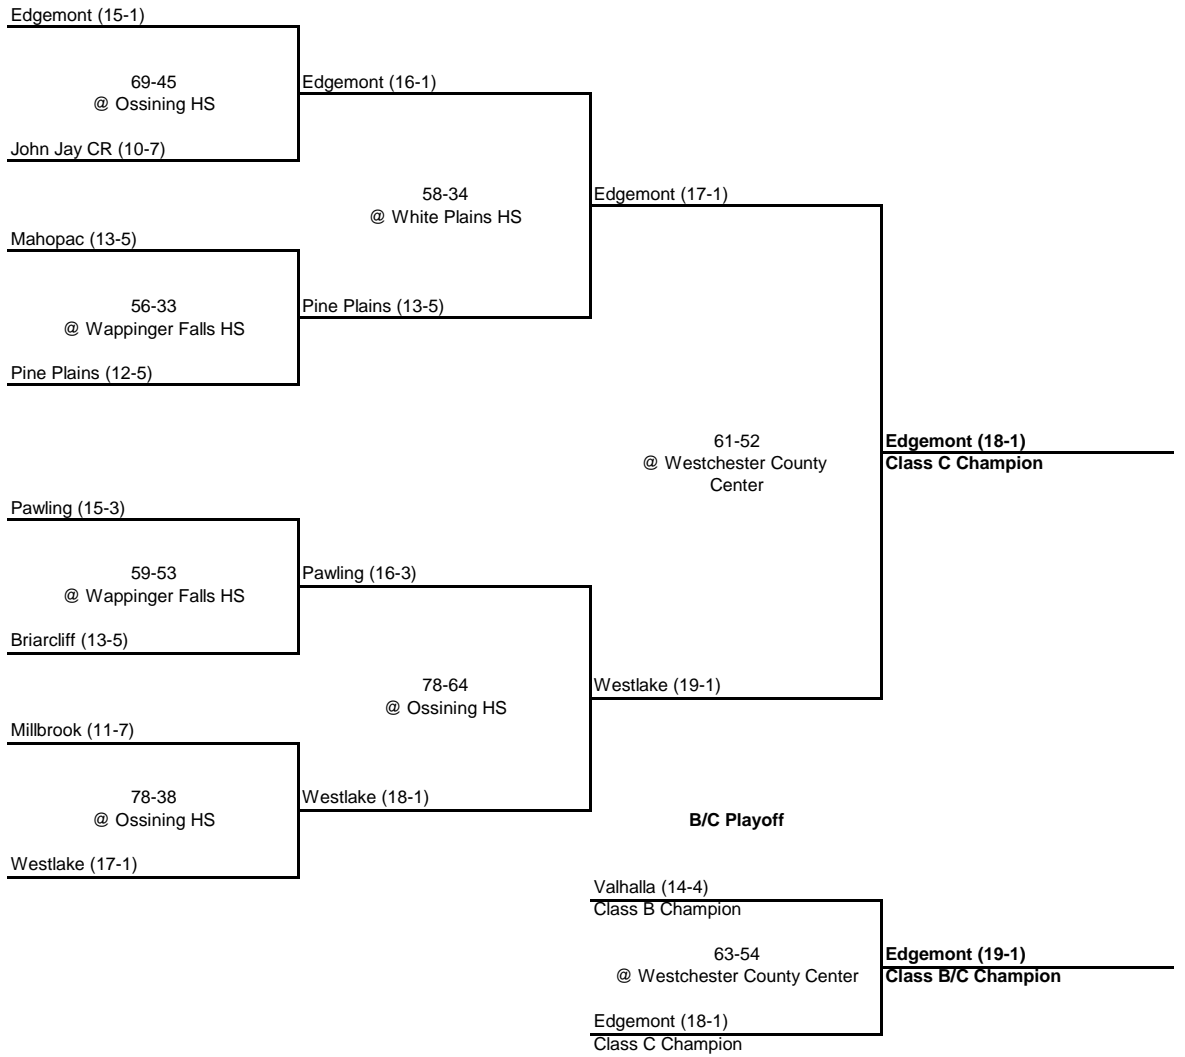 Edgemont (15-1)
69-45
@ Ossining HS
John Jay CR (10-7)
Edgemont (16-1)
Mahopac (13-5)
56-33
@ Wappinger Falls HS
Pine Plains (12-5)
Pine Plains (13-5)
58-34
@ White Plains HS
Edgemont (17-1)
Pawling (15-3)
59-53
@ Wappinger Falls HS
Briarcliff (13-5)
Pawling (16-3)
Millbrook (11-7)
78-38
@ Ossining HS
Westlake (17-1)
Westlake (18-1)
78-64
@ Ossining HS
Westlake (19-1)
61-52
@ Westchester County
Center
Edgemont (18-1)
Class C Champion
B/C Playoff
Valhalla (14-4)
Class B Champion
63-54
@ Westchester County Center
Edgemont (18-1)
Class C Champion
Edgemont (19-1)
Class B/C Champion